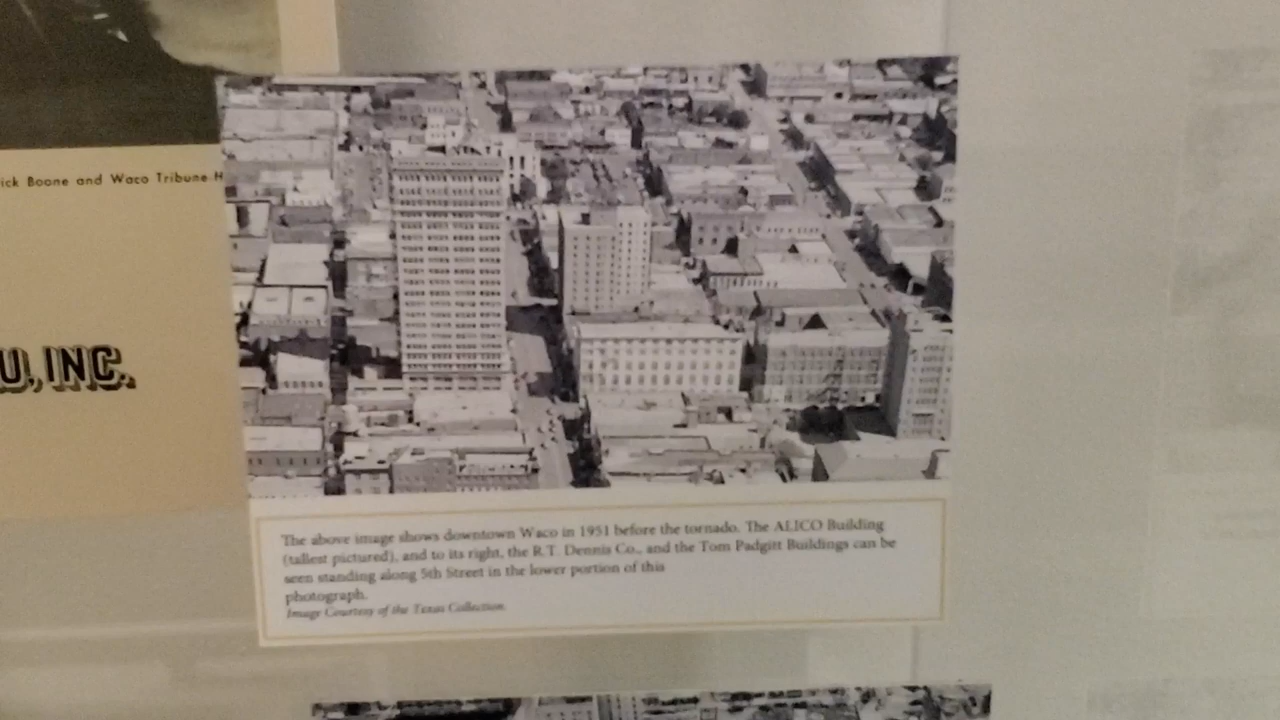 ick Boone and Waco Tribune-H
U, INC.
The above image shows downtown Waco in 1951 before the tornado. The ALICO Building
(tallest pictured), and to its right, the R.T. Dennis Co., and the Tom Padgitt Buildings can be
seen standing along 5th Street in the lower portion of this
photograph.
Image Courtesy of the Texas Collection.